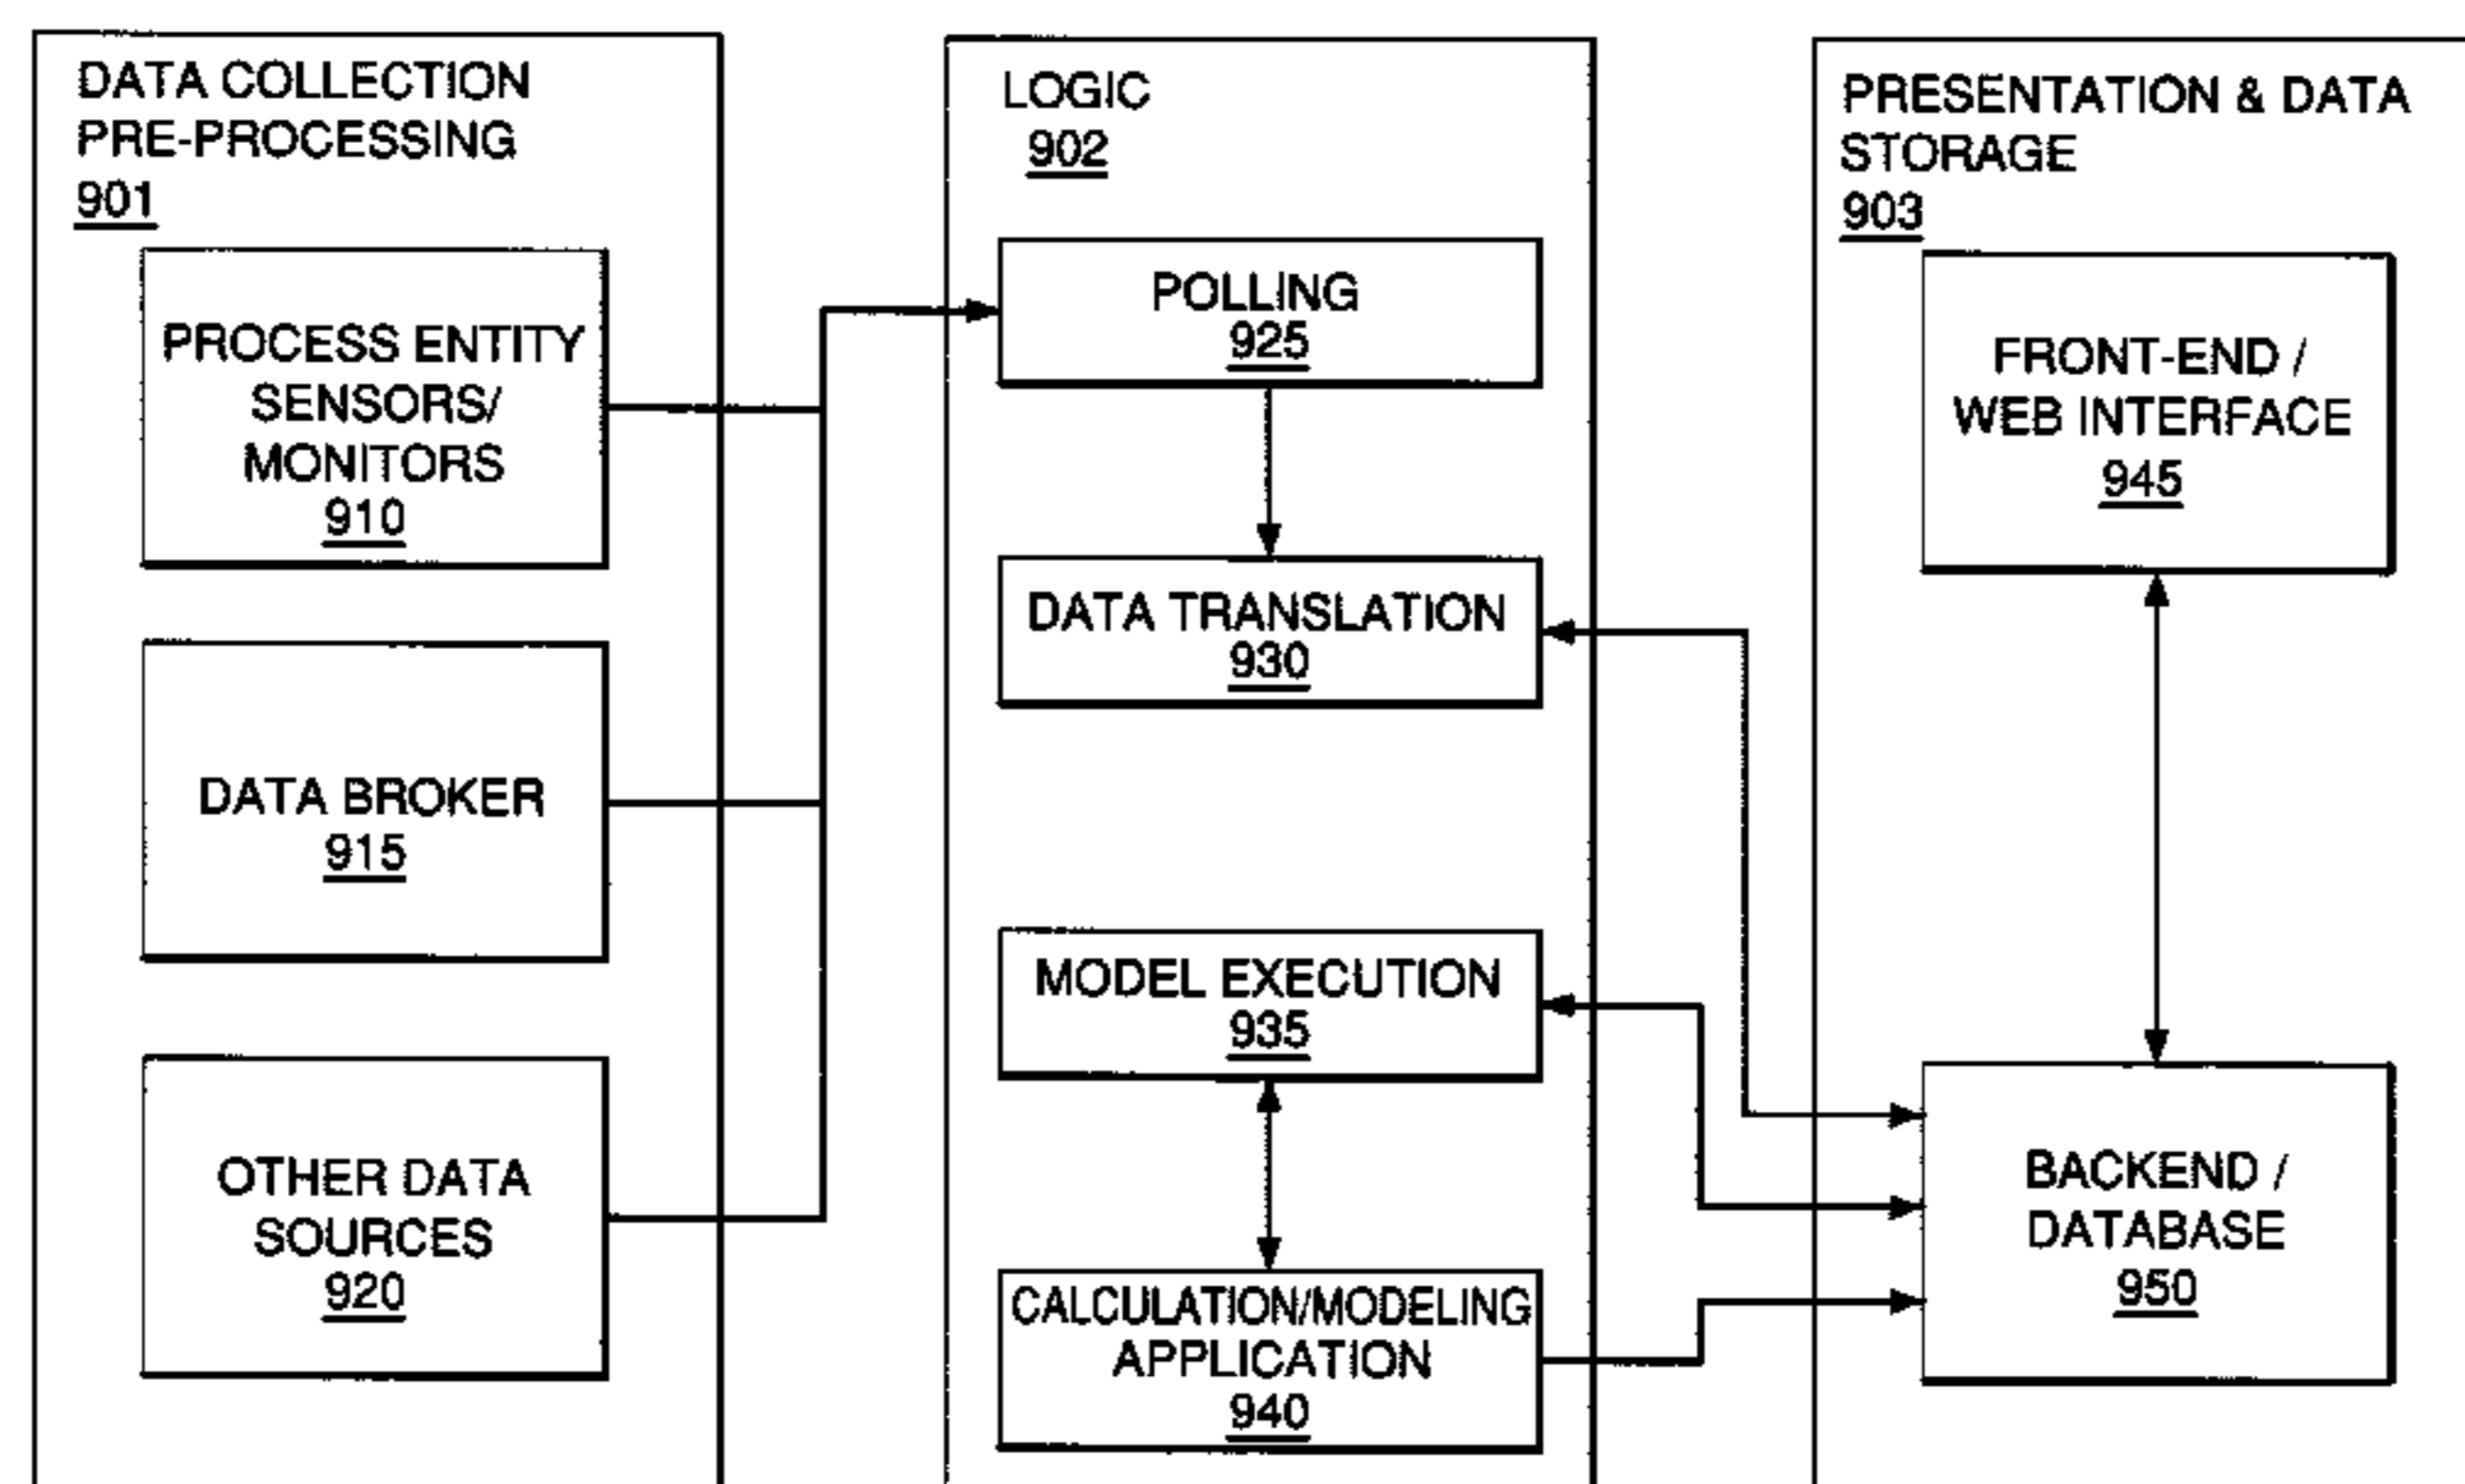 DATA COLLECTION
PRE-PROCESSING
901
PROCESS ENTITY
SENSORS/
MONITORS
910
DATA BROKER
915
OTHER DATA
SOURCES
920
LOGIC
902
POLLING
925
DATA TRANSLATION
930
MODEL EXECUTION
935
CALCULATION/MODELING
APPLICATION
940
PRESENTATION & DATA
STORAGE
903
FRONT-END /
WEB INTERFACE
945
BACKEND /
DATABASE
950